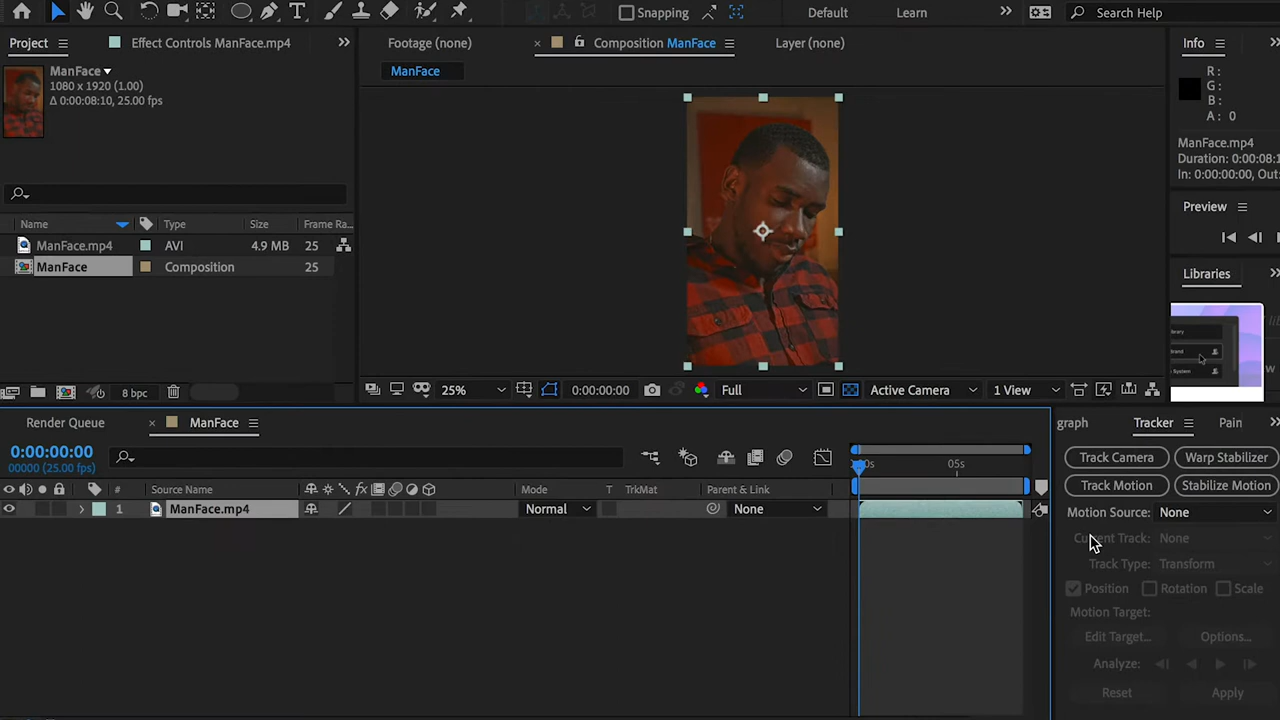 Snapping
Default
Learn
Search Help
Project
Effect Controls ManFace.mp4
Footage (none)
Composition ManFace
Layer (none)
Info
ManFace
1080 x 1920 (1.00)
Δ 0:00:08:10, 25.00 fps
ManFace
R:
G:
B:
A: 0
ManFace.mp4
Duration: 0:00:08:1
In: 0:00:00:00, Out:
Preview
Name
Type
Size
Frame Ra..
ManFace.mp4
AVI
4.9 MB
25
ManFace
Composition
25
Libraries
8 bpc
25%
0:00:00:00
Full
Active Camera
1 View
Render Queue
ManFace
graph
Tracker
Pain
0:00:00:00
00000 (25.00 fps)
Track Camera
Warp Stabilizer
05s
Track Motion
Stabilize Motion
#
Source Name
fx
Mode
T
TrkMat
Parent & Link
1
ManFace.mp4
Normal
None
Motion Source: None
Current Track: None
Track Type: Transform
Position
Rotation
Scale
Motion Target:
Edit Target...
Options...
Analyze:
Reset
Apply